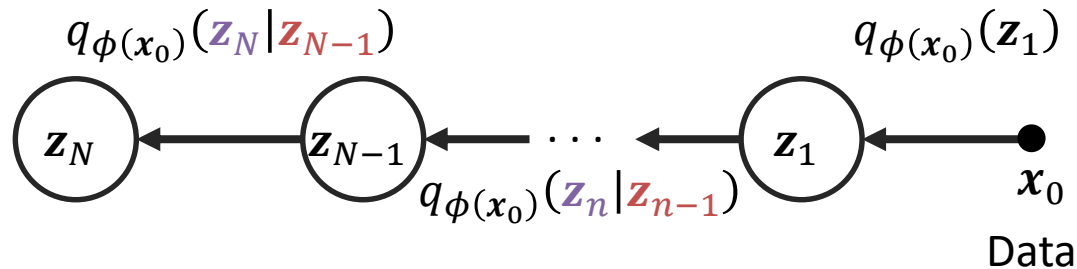 q_{ϕ(x_0)}(z_N|z_{N−1})
q_{ϕ(x_0)}(z_1)
z_N
z_{N−1}
···
z_1
q_{ϕ(x_0)}(z_n|z_{n−1})
x_0
Data